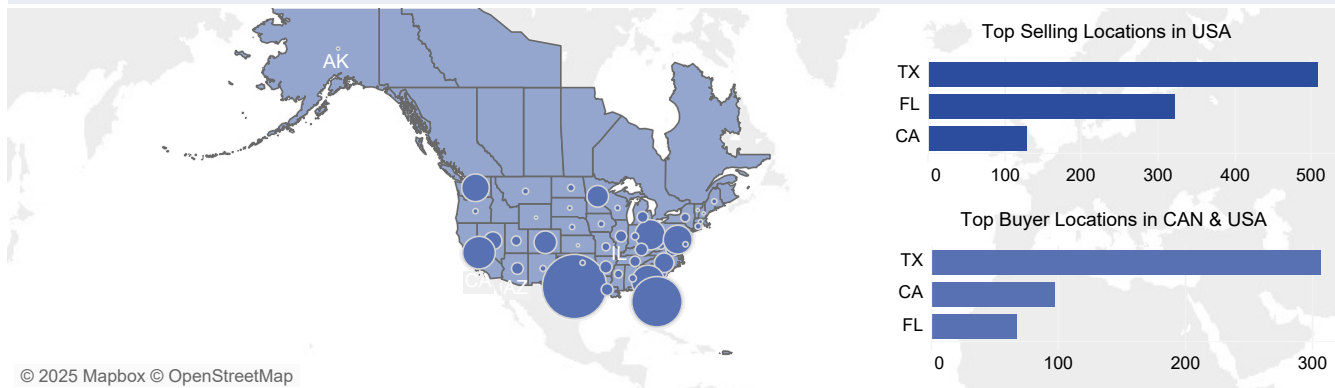 AK
IL
CA, AZ
© 2025 Mapbox © OpenStreetMap
Top Selling Locations in USA
TX
FL
CA
0 100 200 300 400 500
Top Buyer Locations in CAN & USA
TX
CA
FL
0 100 200 300